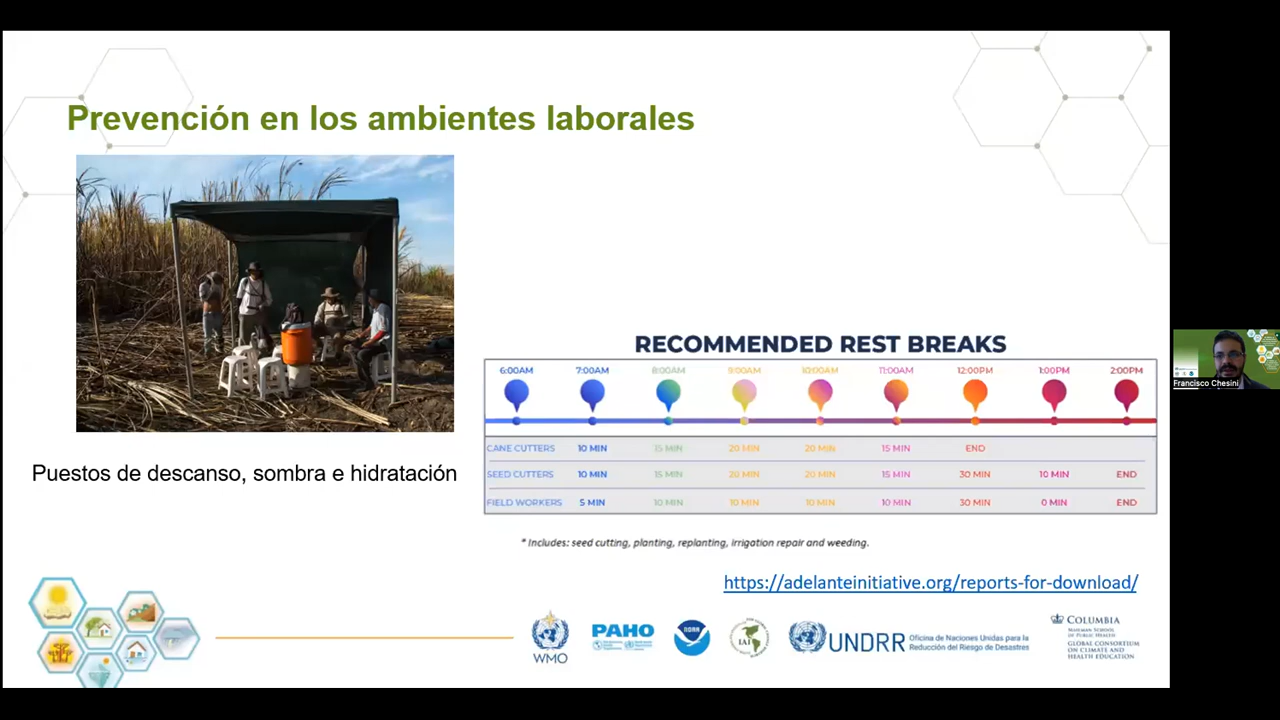 Prevención en los ambientes laborales
Puestos de descanso, sombra e hidratación
RECOMMENDED REST BREAKS
6:00AM 7:00AM 8:00AM 9:00AM 10:00AM 11:00AM 12:00PM 1:00PM 2:00PM
CANE CUTTERS 10 MIN 15 MIN 20 MIN 20 MIN 15 MIN END
SEED CUTTERS 10 MIN 15 MIN 20 MIN 20 MIN 15 MIN 30 MIN 10 MIN END
FIELD WORKERS 5 MIN 10 MIN 10 MIN 10 MIN 10 MIN 30 MIN 0 MIN END
* Includes: seed cutting, planting, replanting, irrigation repair and weeding.
https://adelanteinitiative.org/reports-for-download/
WMO
PAHO
NOAA
IAI
UNDRR Oficina de Naciones Unidas para la
Reducción del Riesgo de Desastres
COLUMBIA
MAILMAN SCHOOL
OF PUBLIC HEALTH
GLOBAL CONSORTIUM
ON CLIMATE AND
HEALTH EDUCATION
Francisco Chesini